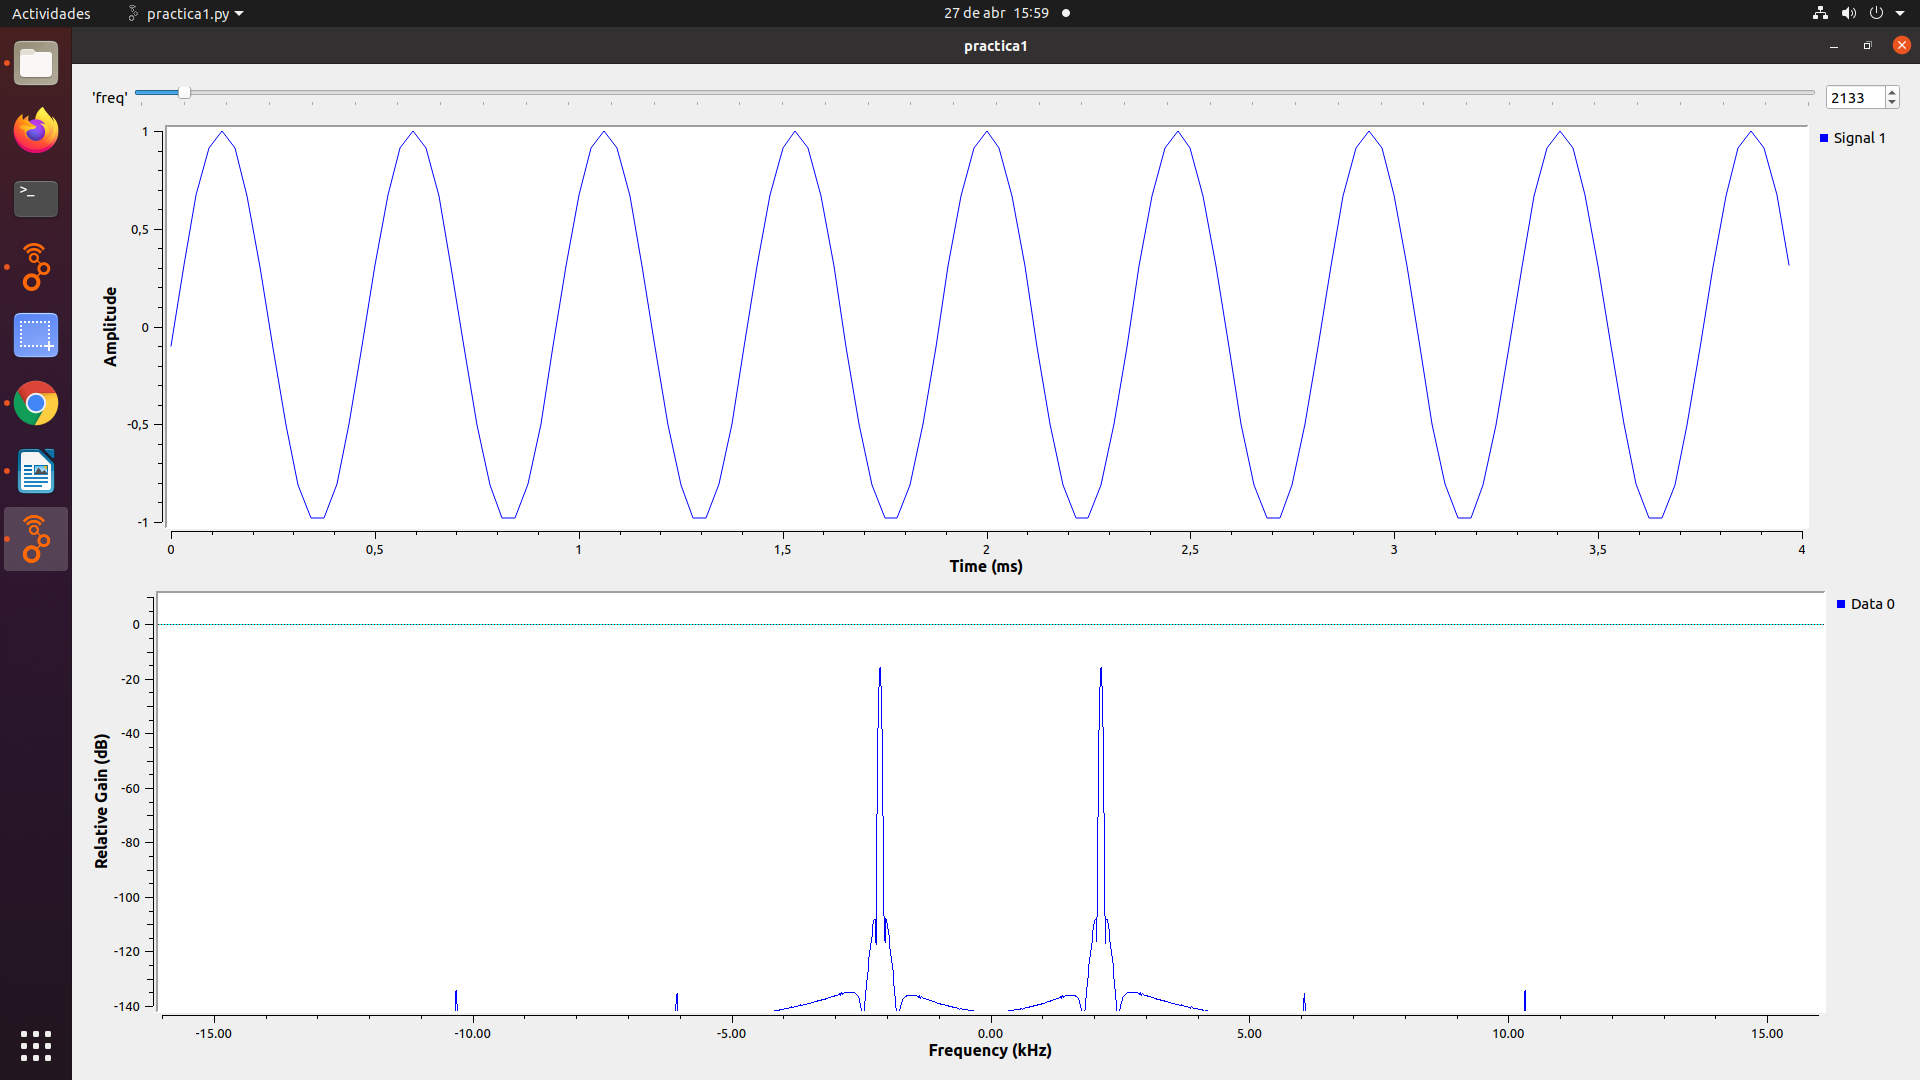 Actividades practica1.py 27 de abr 15:59
practica1
'freq' 2133
Signal 1
1
0,5
0
-0,5
-1
Amplitude
0 0,5 1 1,5 2 2,5 3 3,5 4
Time (ms)
Data 0
0
-20
-40
-60
-80
-100
-120
-140
Relative Gain (dB)
-15.00 -10.00 -5.00 0.00 5.00 10.00 15.00
Frequency (kHz)